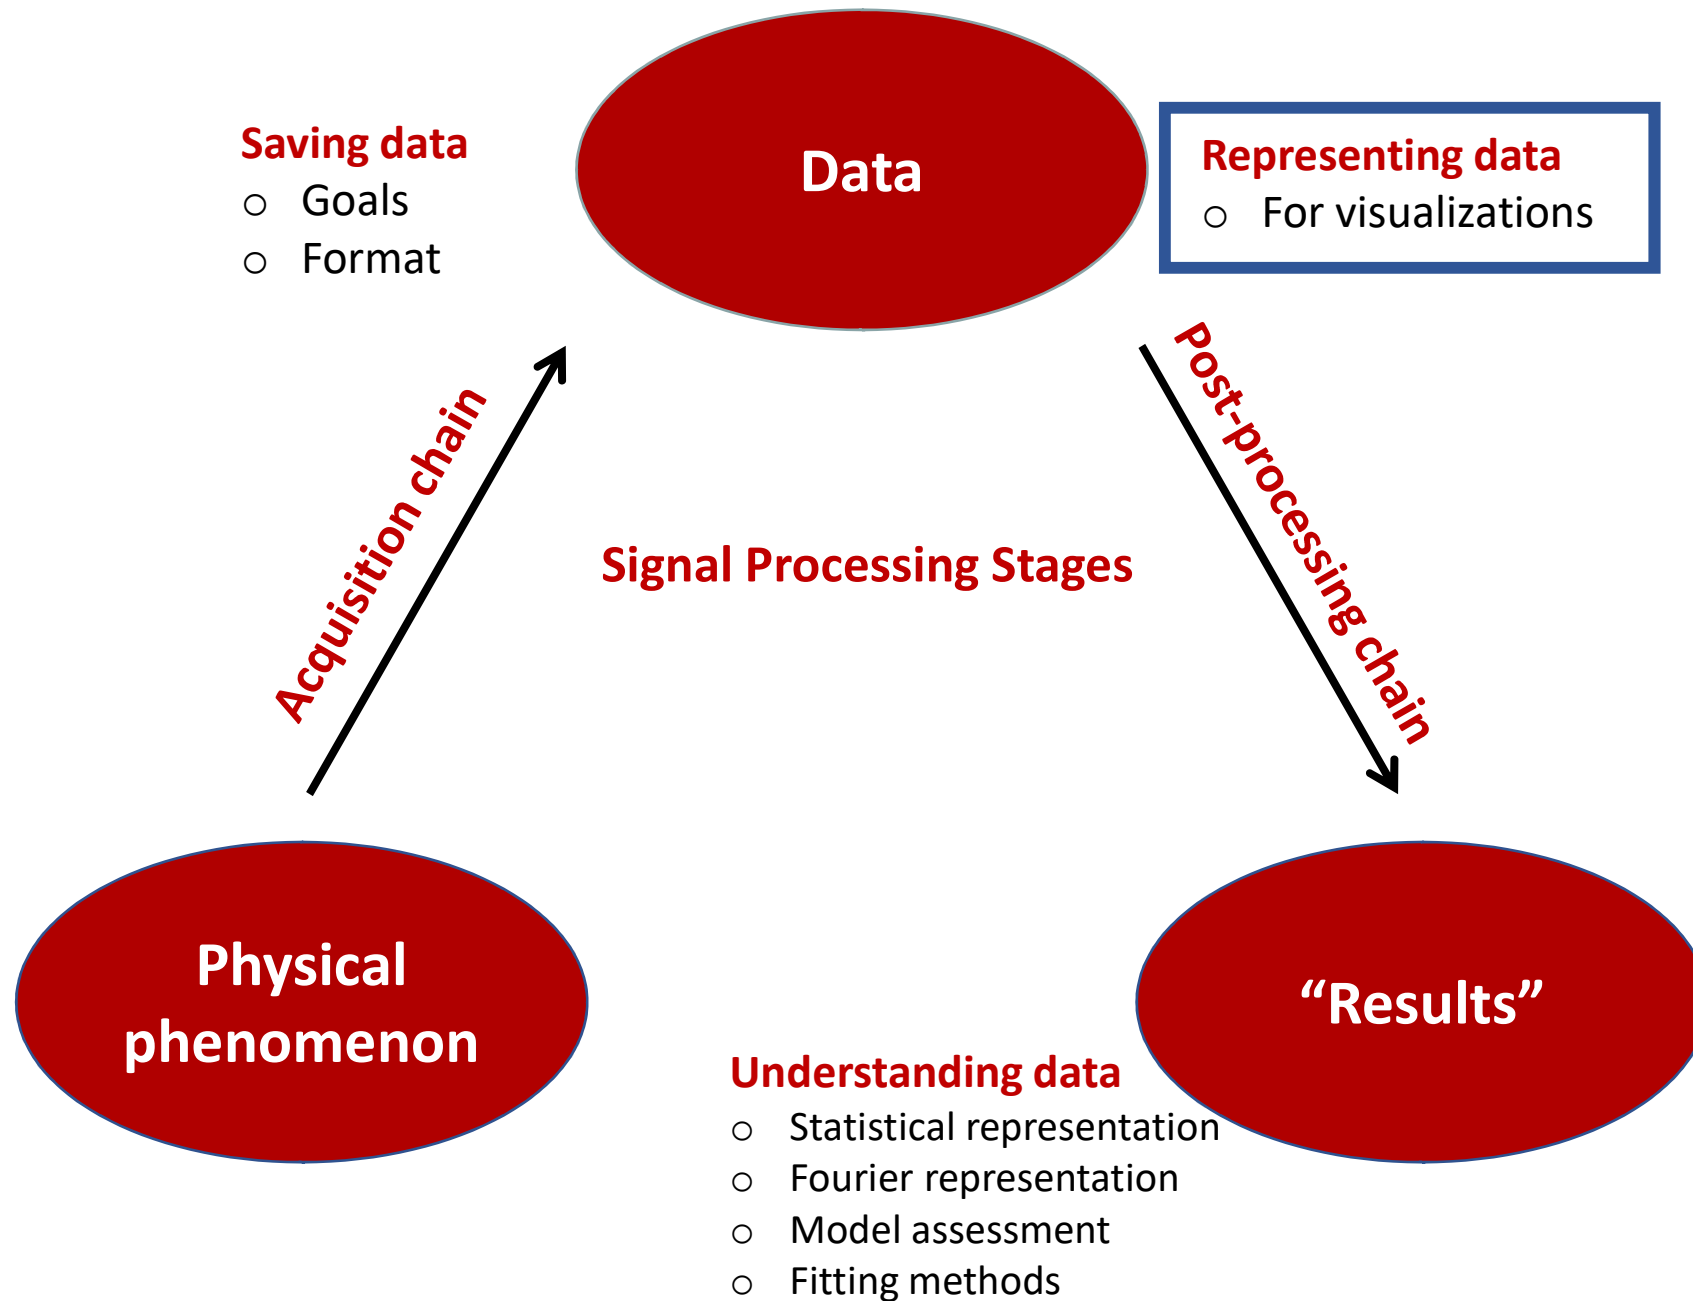 Data
Saving data
o Goals
o Format
Representing data
o For visualizations
Acquisition chain
Post-processing chain
Signal Processing Stages
Physical
phenomenon
“Results”
Understanding data
o Statistical representation
o Fourier representation
o Model assessment
o Fitting methods